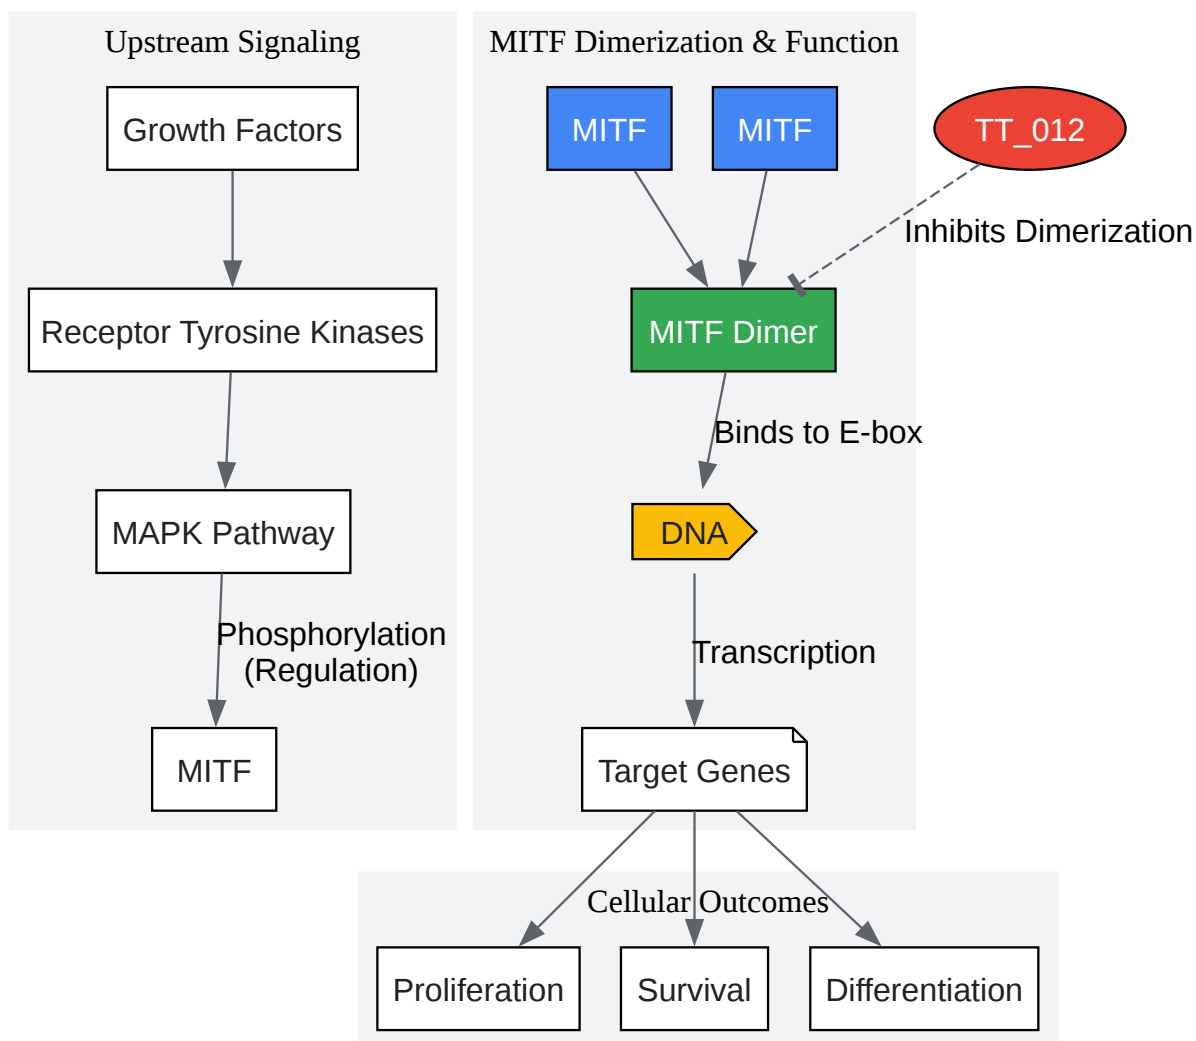 Upstream Signaling
Growth Factors
Receptor Tyrosine Kinases
MAPK Pathway
Phosphorylation
(Regulation)
MITF
MITF Dimerization & Function
MITF
MITF
TT_012
Inhibits Dimerization
MITF Dimer
Binds to E-box
DNA
Transcription
Target Genes
Cellular Outcomes
Proliferation
Survival
Differentiation